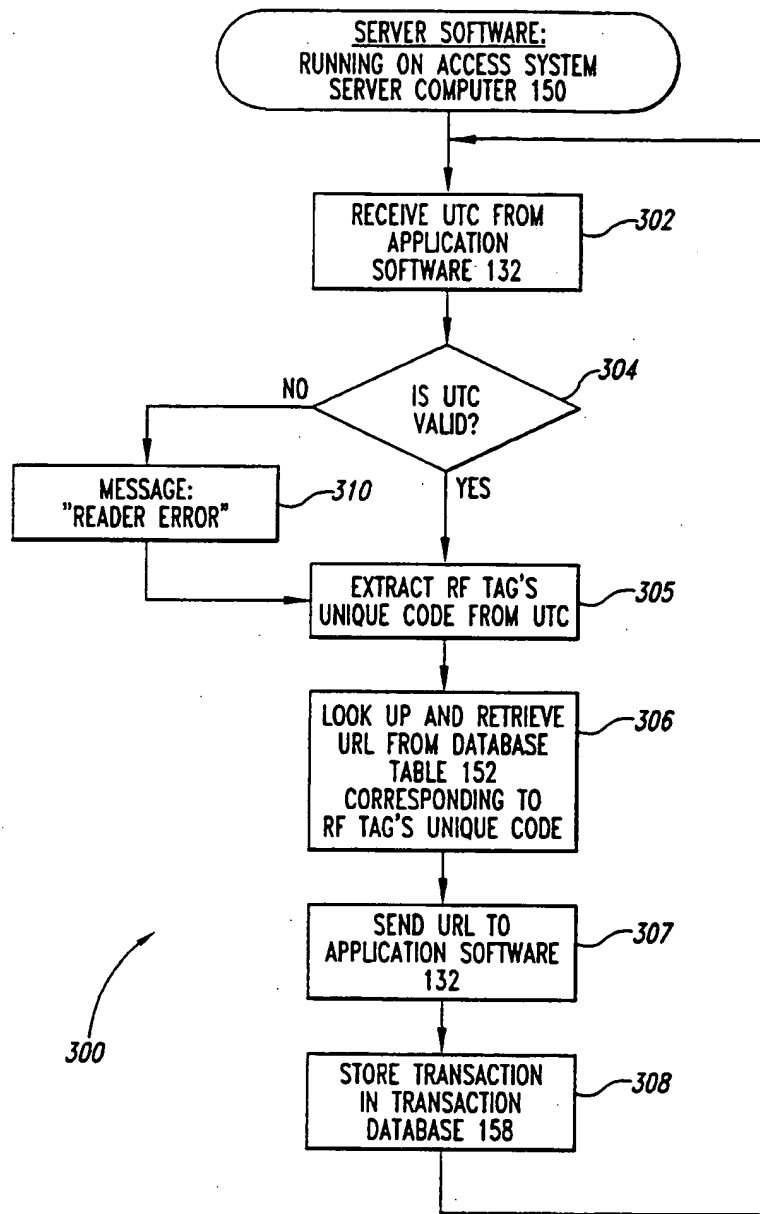 SERVER SOFTWARE:
RUNNING ON ACCESS SYSTEM
SERVER COMPUTER 150
RECEIVE UTC FROM
APPLICATION
SOFTWARE 132
302
IS UTC
VALID?
304
NO
YES
MESSAGE:
"READER ERROR"
310
EXTRACT RF TAG'S
UNIQUE CODE FROM UTC
305
LOOK UP AND RETRIEVE
URL FROM DATABASE
TABLE 152
CORRESPONDING TO
RF TAG'S UNIQUE CODE
306
SEND URL TO
APPLICATION SOFTWARE
132
307
300
STORE TRANSACTION
IN TRANSACTION
DATABASE 158
308